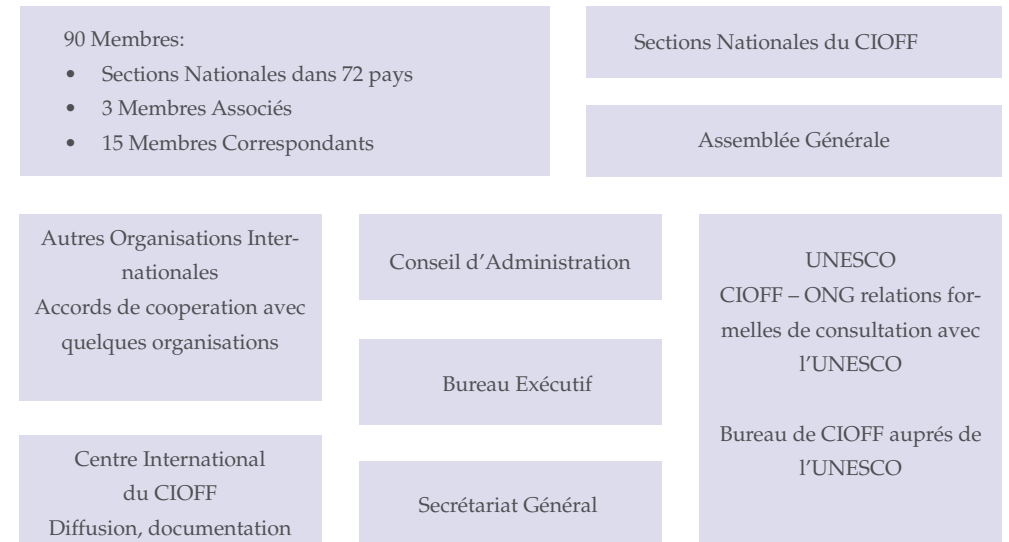 90 Membres:
• Sections Nationales dans 72 pays
• 3 Membres Associés
• 15 Membres Correspondants
Sections Nationales du CIOFF
Assemblée Générale
Autres Organisations Inter-
nationales
Accords de cooperation avec
quelques organisations
Conseil d’Administration
UNESCO
CIOFF – ONG relations for-
melles de consultation avec
l’UNESCO
Bureau de CIOFF auprés de
l’UNESCO
Bureau Exécutif
Centre International
du CIOFF
Diffusion, documentation
Secrétariat Général